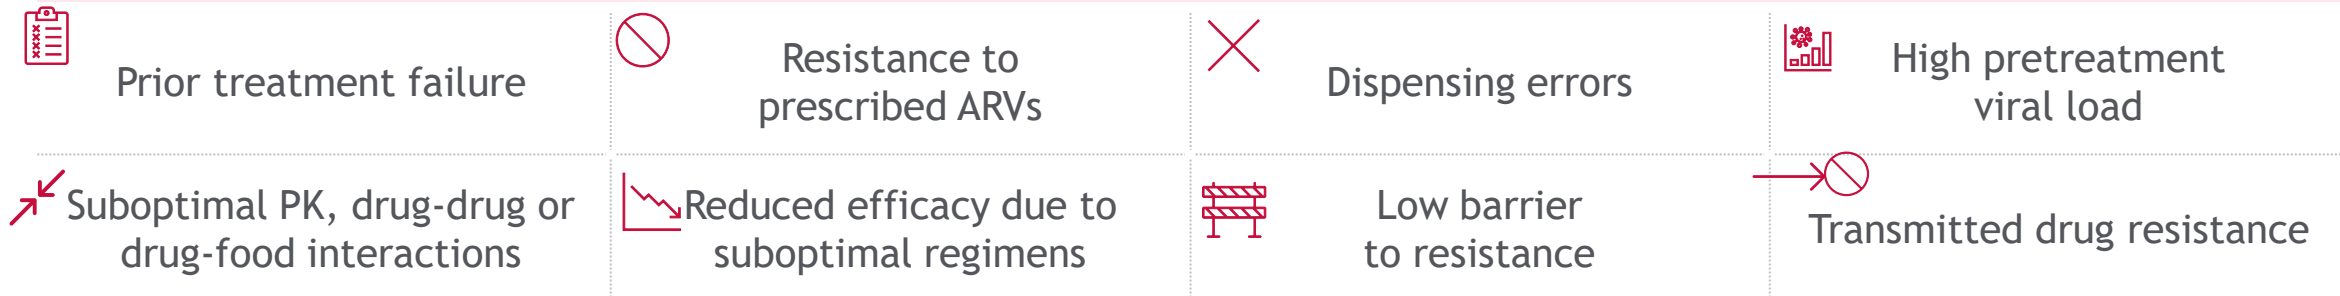 Prior treatment failure
Resistance to
prescribed ARVs
Dispensing errors
High pretreatment
viral load
Suboptimal PK, drug-drug or
drug-food interactions
Reduced efficacy due to
suboptimal regimens
Low barrier
to resistance
Transmitted drug resistance